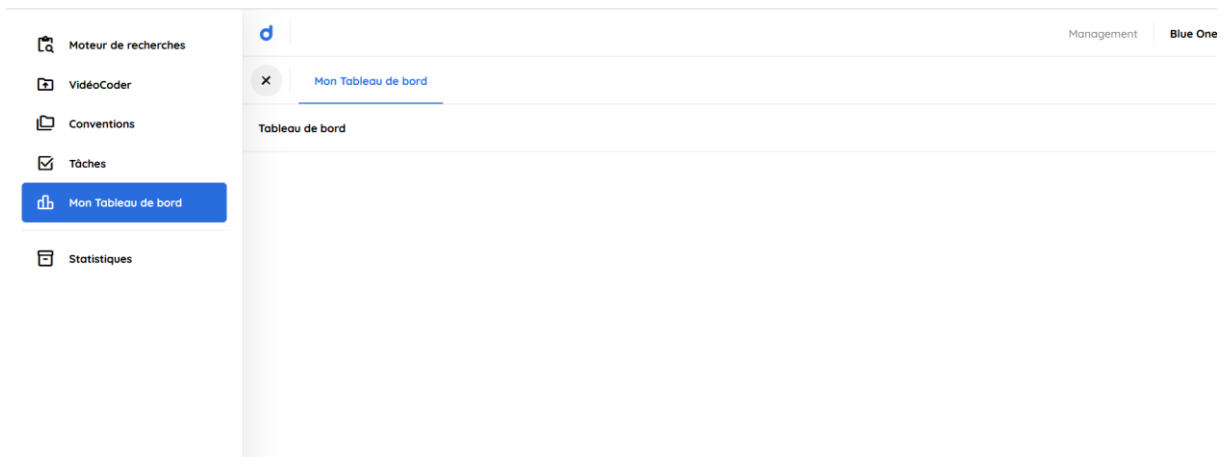 Moteur de recherches
VidéoCoder
Conventions
Tâches
Mon Tableau de bord
Statistiques
d
Management
Blue One
Mon Tableau de bord
Tableau de bord